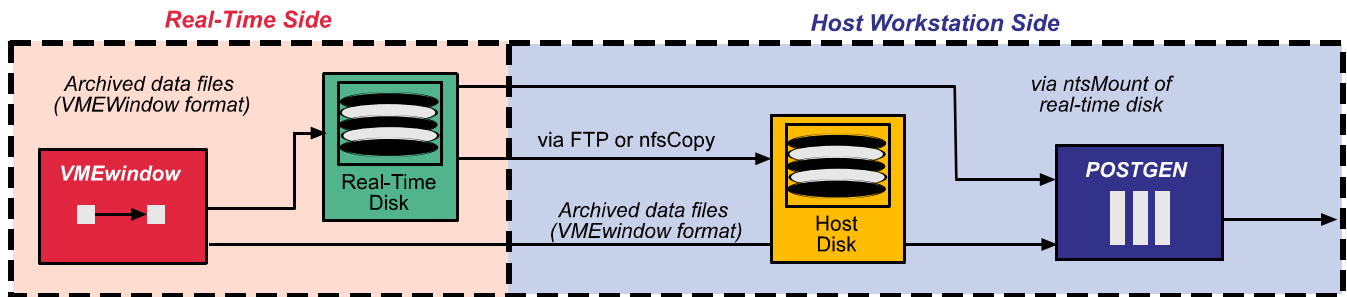 Real-Time Side
Host Workstation Side
Archived data files
(VMEWindow format)
VMEwindow
Real-Time
Disk
via FTP or nfsCopy
Archived data files
(VMEwindow format)
Host
Disk
via ntsMount of
real-time disk
POSTGEN